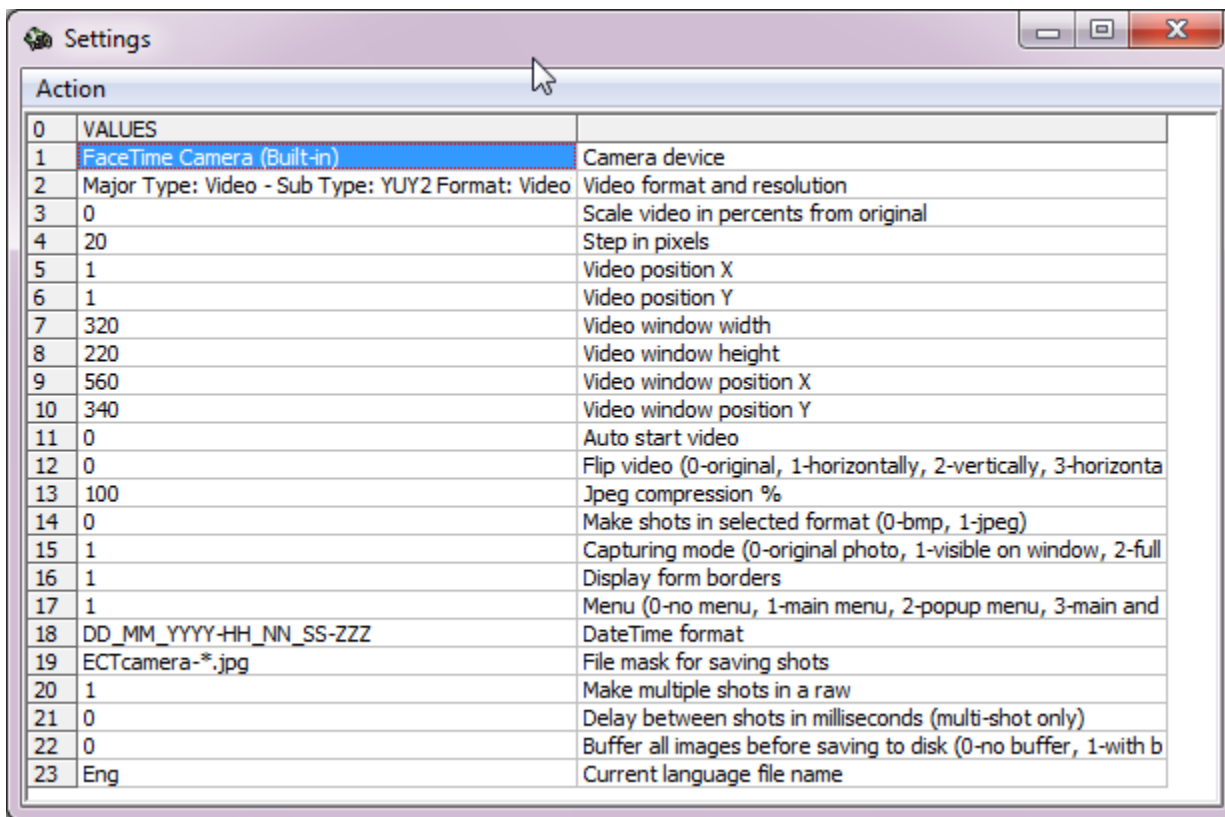 Settings
Action
0 VALUES
1 FaceTime Camera (Built-in) Camera device
2 Major Type: Video - Sub Type: YUY2 Format: Video Video format and resolution
3 0 Scale video in percents from original
4 20 Step in pixels
5 1 Video position X
6 1 Video position Y
7 320 Video window width
8 220 Video window height
9 560 Video window position X
10 340 Video window position Y
11 0 Auto start video
12 0 Flip video (0-original, 1-horizontally, 2-vertically, 3-horizonta
13 100 Jpeg compression %
14 0 Make shots in selected format (0-bmp, 1-jpeg)
15 1 Capturing mode (0-original photo, 1-visible on window, 2-full
16 1 Display form borders
17 1 Menu (0-no menu, 1-main menu, 2-popup menu, 3-main and
18 DD_MM_YYYY-HH_NN_SS-ZZZ DateTime format
19 ECTcamera-*.jpg File mask for saving shots
20 1 Make multiple shots in a raw
21 0 Delay between shots in milliseconds (multi-shot only)
22 0 Buffer all images before saving to disk (0-no buffer, 1-with b
23 Eng Current language file name